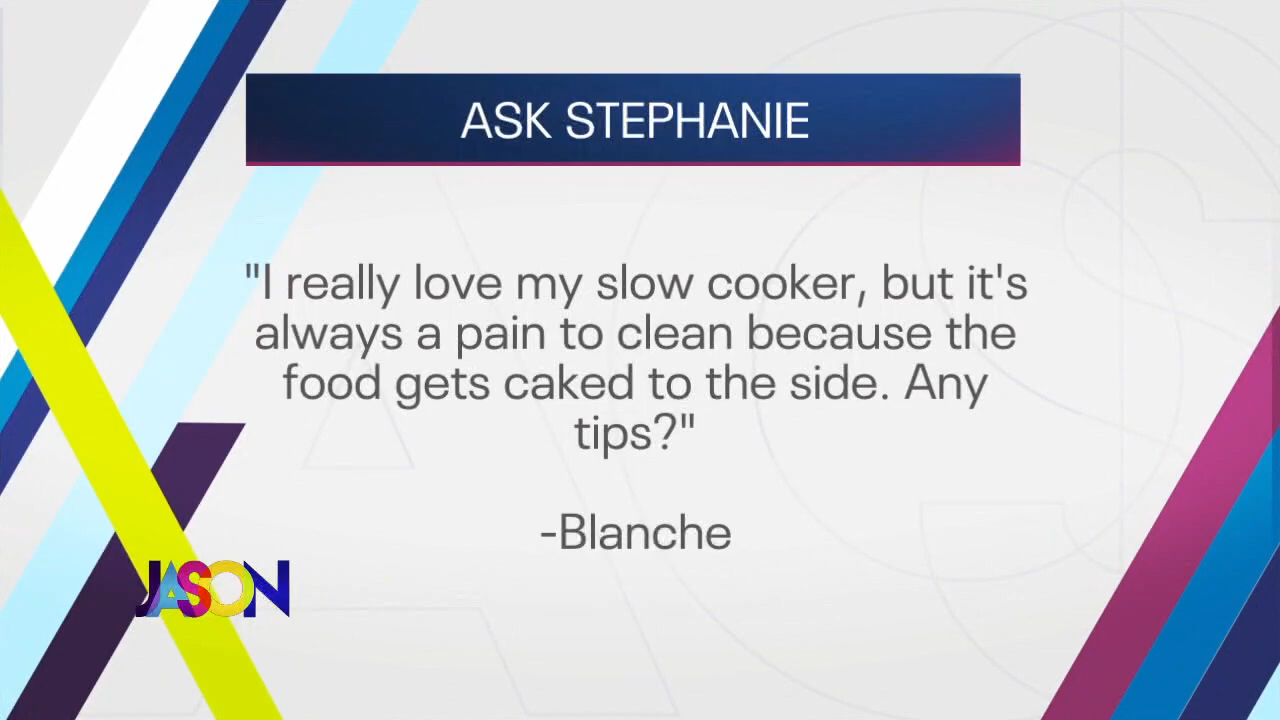 ASK STEPHANIE
"I really love my slow cooker, but it's
always a pain to clean because the
food gets caked to the side. Any
tips?"
-Blanche
JASON